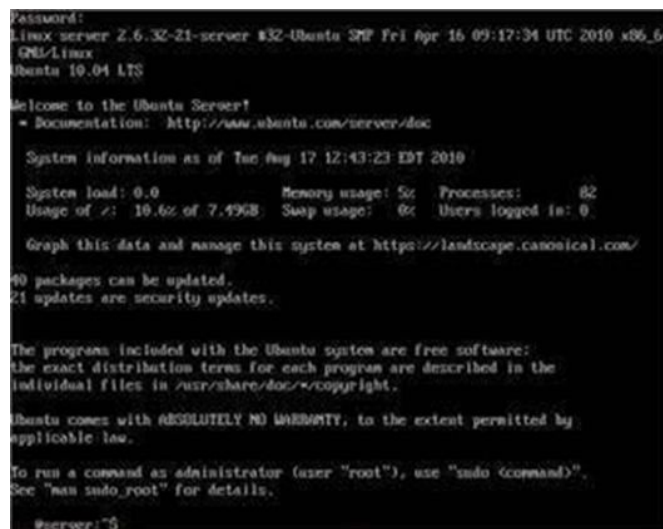 Password:
Linux server 2.6.32-21-server #32-Ubuntu SMP Fri Apr 16 09:17:34 UTC 2010 x86_6
GNU/Linux
Ubuntu 10.04 LTS
Welcome to the Ubuntu Server!
* Documentation: http://www.ubuntu.com/server/doc
System information as of Tue Aug 17 12:43:23 EDT 2010
System load: 0.0 Memory usage: 5% Processes: 82
Usage of /: 10.6% of 7.49GB Swap usage: 0% Users logged in: 0
Graph this data and manage this system at https://landscape.canonical.com/
40 packages can be updated.
21 updates are security updates.
The programs included with the Ubuntu system are free software;
the exact distribution terms for each program are described in the
individual files in /usr/share/doc/*/copyright.
Ubuntu comes with ABSOLUTELY NO WARRANTY, to the extent permitted by
applicable law.
To run a command as administrator (user "root"), use "sudo <command>".
See "man sudo_root" for details.
@server:~$